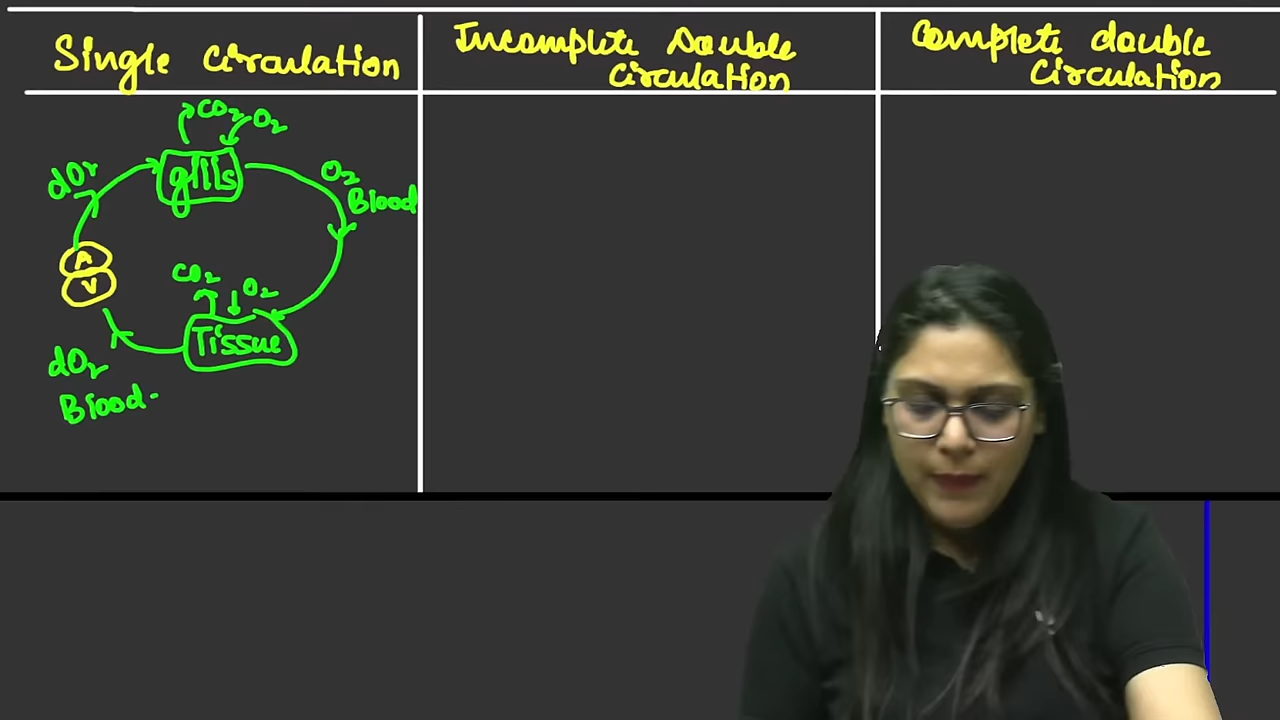 Single Circulation
Incomplete Double
Circulation
Complete double
Circulation
CO2
O2
dO2
gills
O2
Blood
A
V
CO2
O2
Tissue
dO2
Blood.